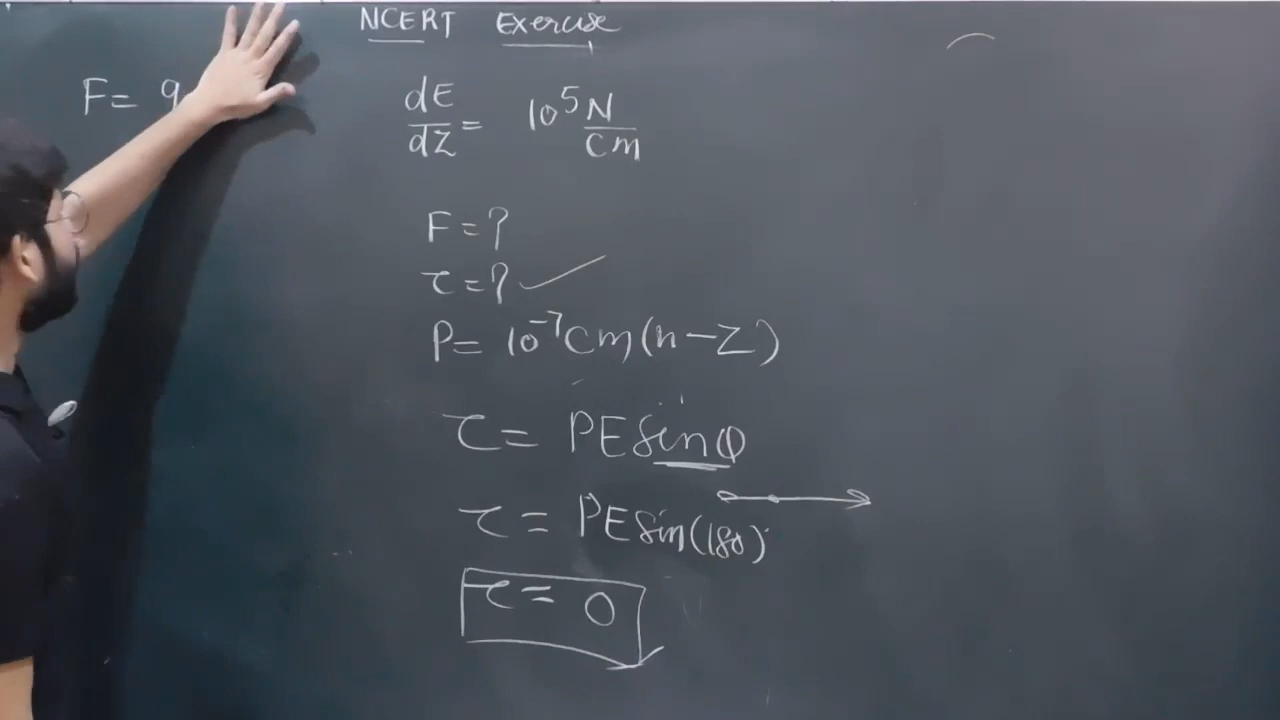 NCERT Exercise
F = q
dE/dZ = 10⁵ N/Cm
F = ?
τ = ? ✓
P = 10⁻⁷ Cm (n - Z)
τ = PE sin φ
τ = PE sin(180)
τ = 0